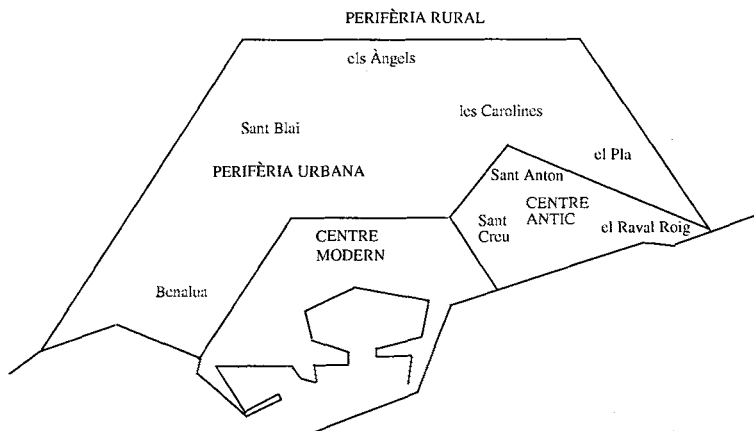 PERIFÈRIA RURAL
els Àngels
les Carolines
Sant Blai
el Pla
PERIFÈRIA URBANA
Sant Anton
CENTRE
ANTIC
Sant
Creu
el Raval Roig
CENTRE
MODERN
Benalua